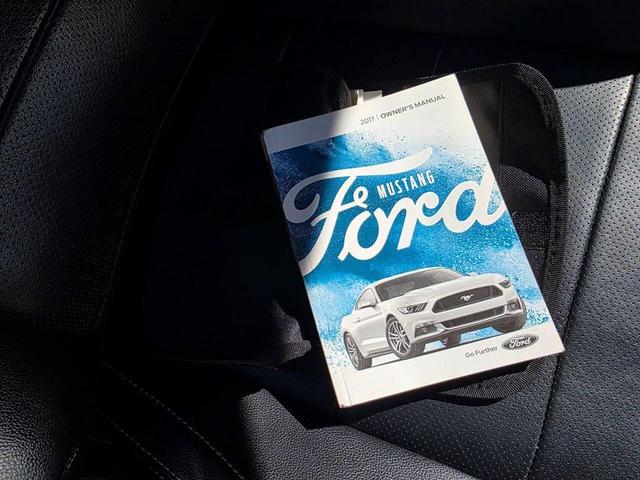 2017 | OWNER'S MANUAL
MUSTANG
Ford
Go Further
Ford